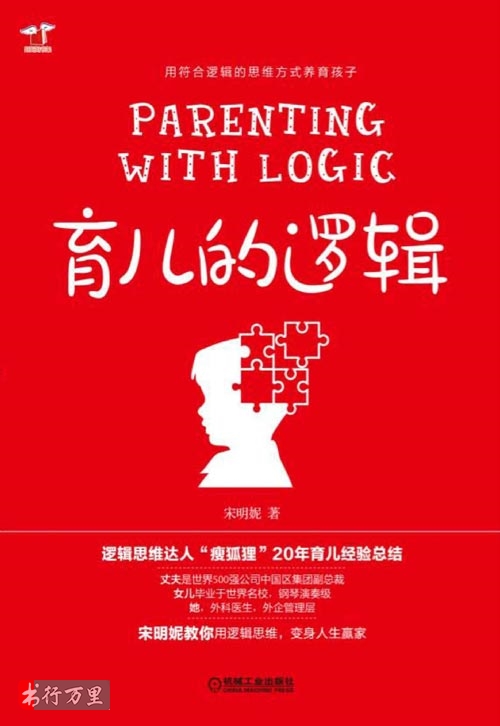 用符合逻辑的思维方式养育孩子
PARENTING
WITH LOGIC
育儿的逻辑
宋明妮 著
逻辑思维达人“瘦狐狸”20年育儿经验总结
丈夫是世界500强公司中国区集团副总裁
女儿毕业于世界名校,钢琴演奏级
她,外科医生,外企管理层
宋明妮教你用逻辑思维,变身人生赢家
机械工业出版社
CHINA MACHINE PRESS
书行万里